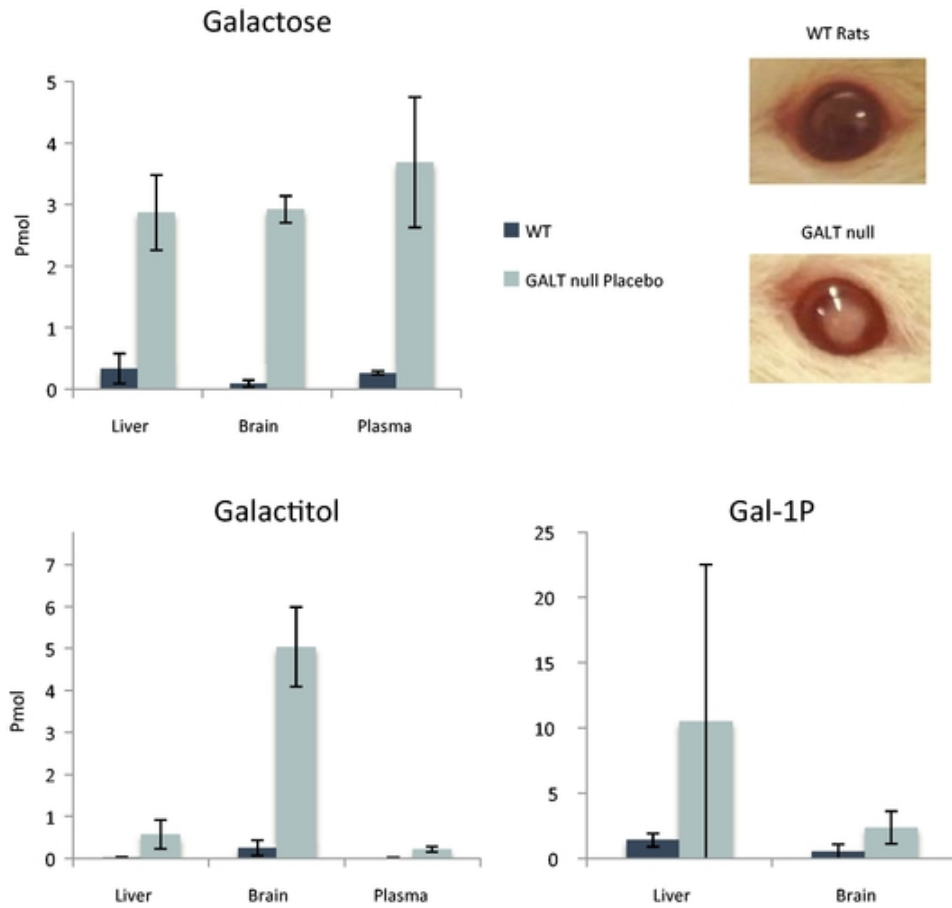 Galactose
5
4
3
2
1
0
Pmol
Liver Brain Plasma
WT
GALT null Placebo
WT Rats
GALT null
Galactitol
7
6
5
4
3
2
1
0
Pmol
Liver Brain Plasma
Gal-1P
25
20
15
10
5
0
Liver Brain